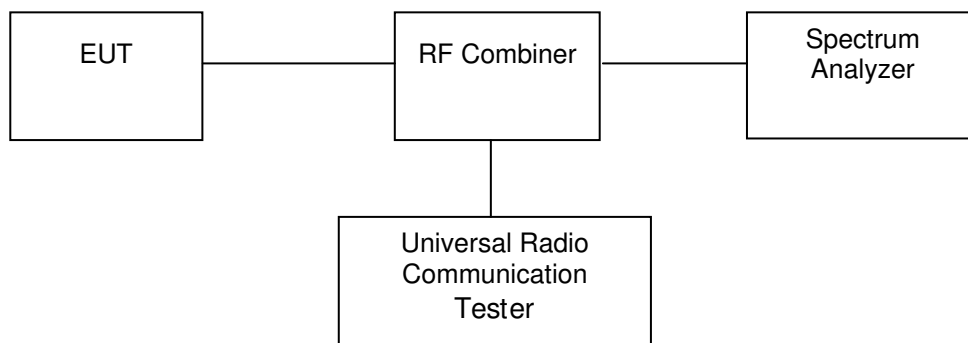 EUT
RF Combiner
Spectrum
Analyzer
Universal Radio
Communication
Tester